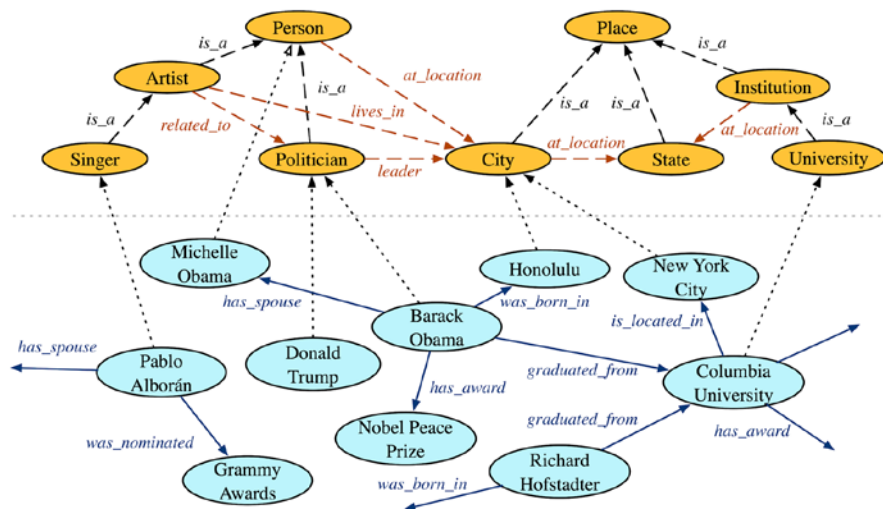 Person
Place
is_a
is_a
Artist
at_location
Institution
is_a
is_a
is_a
is_a
lives_in
at_location
is_a
related_to
Singer
Politician
leader
City
at_location
State
University
Michelle
Obama
Honolulu
New York
City
has_spouse
was_born_in
Barack
Obama
is_located_in
has_spouse
Pablo
Alborán
Donald
Trump
graduated_from
Columbia
University
has_award
graduated_from
was_nominated
Nobel Peace
Prize
has_award
Grammy
Awards
was_born_in
Richard
Hofstadter